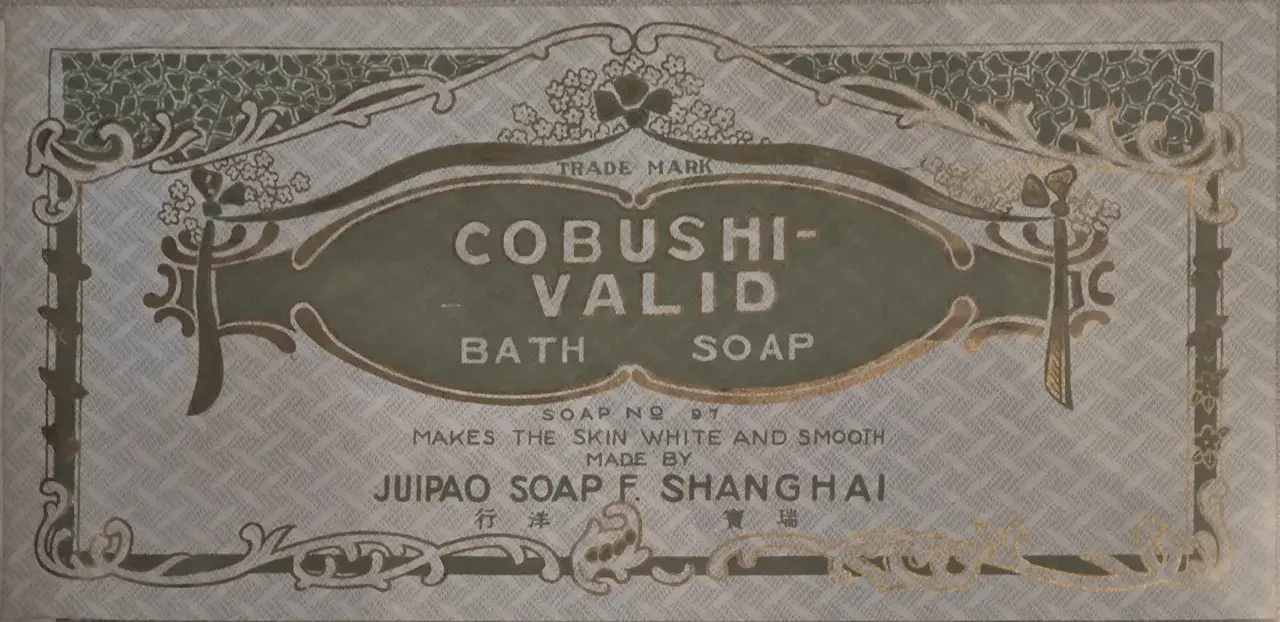 TRADE MARK
COBUSHI-
VALID
BATH SOAP
SOAP NO 97
MAKES THE SKIN WHITE AND SMOOTH
MADE BY
JUIPAO SOAP F. SHANGHAI
行洋 寶瑞